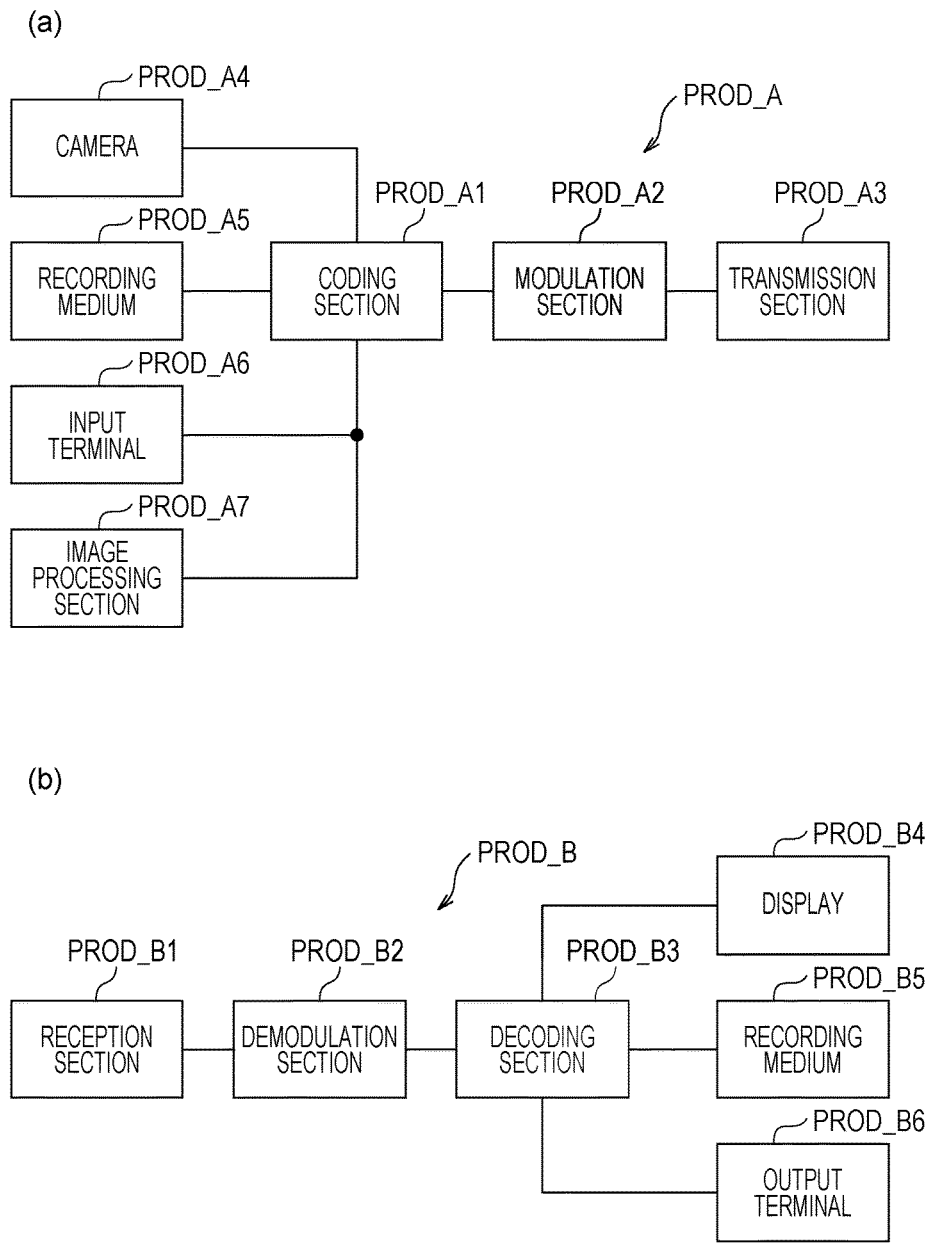 (a)
PROD_A4
CAMERA
PROD_A
PROD_A5
RECORDING
MEDIUM
PROD_A1
CODING
SECTION
PROD_A2
MODULATION
SECTION
PROD_A3
TRANSMISSION
SECTION
PROD_A6
INPUT
TERMINAL
PROD_A7
IMAGE
PROCESSING
SECTION
(b)
PROD_B
PROD_B4
DISPLAY
PROD_B1
RECEPTION
SECTION
PROD_B2
DEMODULATION
SECTION
PROD_B3
DECODING
SECTION
PROD_B5
RECORDING
MEDIUM
PROD_B6
OUTPUT
TERMINAL